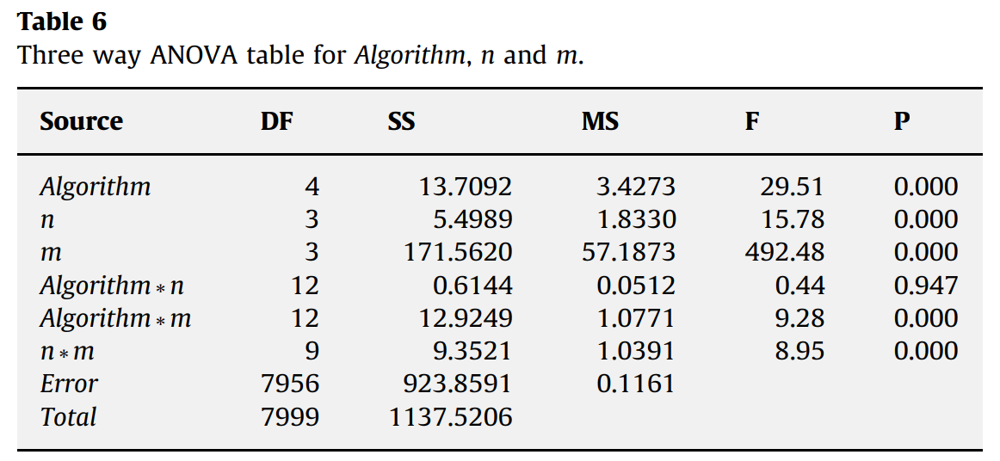 Table 6
Three way ANOVA table for Algorithm, n and m.
Source DF SS MS F P
Algorithm 4 13.7092 3.4273 29.51 0.000
n 3 5.4989 1.8330 15.78 0.000
m 3 171.5620 57.1873 492.48 0.000
Algorithm * n 12 0.6144 0.0512 0.44 0.947
Algorithm * m 12 12.9249 1.0771 9.28 0.000
n * m 9 9.3521 1.0391 8.95 0.000
Error 7956 923.8591 0.1161
Total 7999 1137.5206